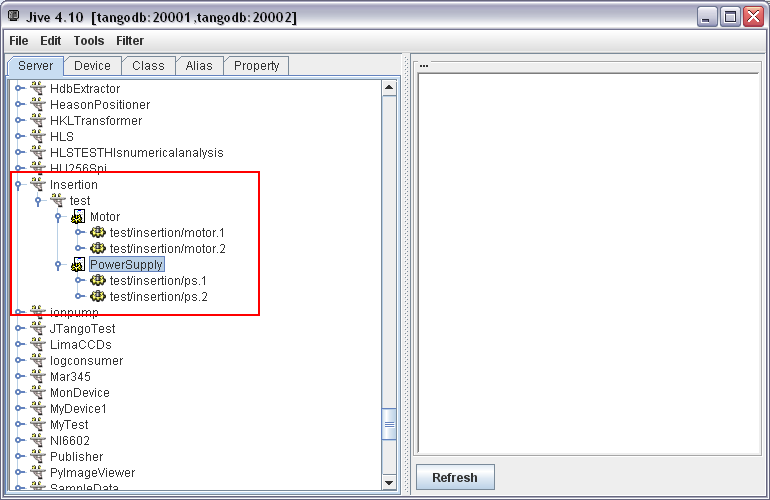 Jive 4.10 [tangodb:20001,tangodb:20002]
File Edit Tools Filter
Server Device Class Alias Property
...
HdbExtractor
HeasonPositioner
HKLTransformer
HLS
HLSTESTHlsnumericalanalysis
HU256Spi
Insertion
test
Motor
test/insertion/motor.1
test/insertion/motor.2
PowerSupply
test/insertion/ps.1
test/insertion/ps.2
ionpump
JTangoTest
LimaCCDs
logconsumer
Mar345
MonDevice
MyDevice1
MyTest
NI6602
Publisher
PyImageViewer
SampleData
Refresh